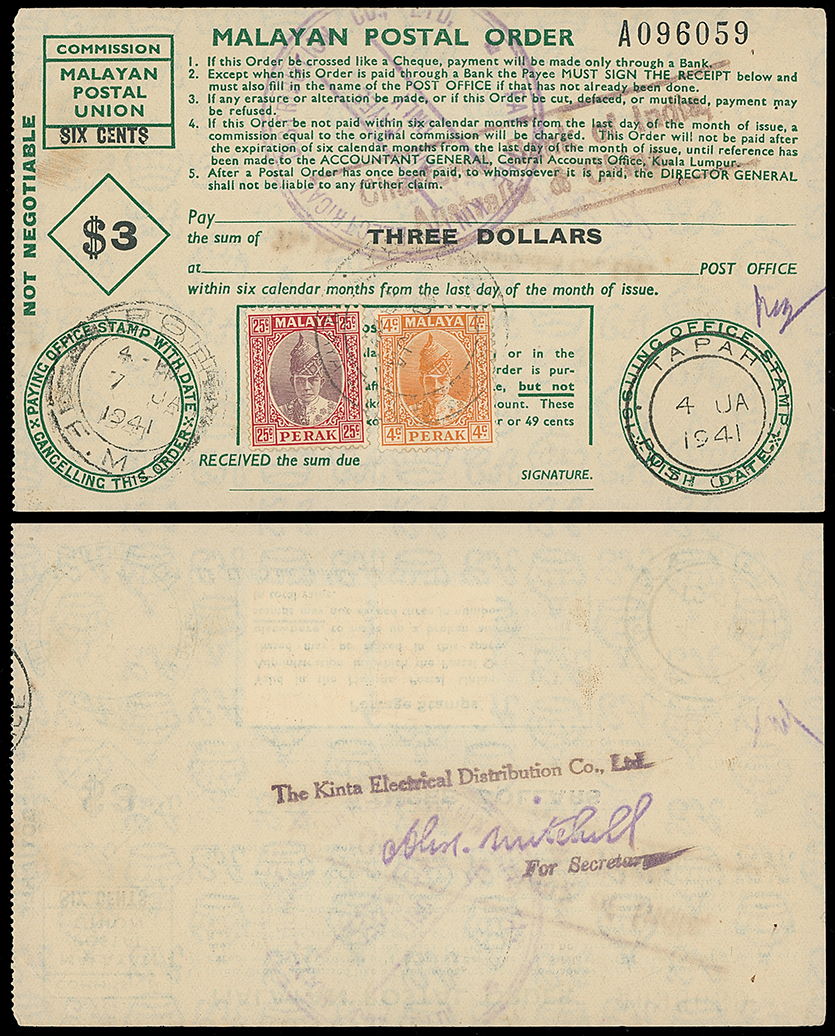 MALAYAN POSTAL ORDER
A096059
COMMISSION
MALAYAN
POSTAL
UNION
SIX CENTS
NOT NEGOTIABLE
$3
1. If this Order be crossed like a Cheque, payment will be made only through a Bank.
2. Except when this Order is paid through a Bank the Payee MUST SIGN THE RECEIPT below and
must also fill in the name of the POST OFFICE if that has not already been done.
3. If any erasure or alteration be made, or if this Order be cut, defaced, or mutilated, payment may
be refused.
4. If this Order be not paid within six calendar months from the last day of the month of issue, a
commission equal to the original commission will be charged. This Order will not be paid after
the expiration of six calendar months from the last day of the month of issue, until reference has
been made to the ACCOUNTANT GENERAL, Central Accounts Office, Kuala Lumpur.
5. After a Postal Order has once been paid, to whomsoever it is paid, the DIRECTOR GENERAL
shall not be liable to any further claim.
CO., LTD.
of India,
Pay
the sum of THREE DOLLARS
at POST OFFICE
within six calendar months from the last day of the month of issue.
PAYING OFFICE STAMP WITH DATE
CANCELLING THIS ORDER
IPOH
7 JA
1941
25c MALAYA 25c
25c PERAK 25c
4c MALAYA 4c
4c PERAK 4c
or in the
Order is pur-
but not
ount. These
or 49 cents
ISSUING OFFICE STAMP
WITH DATE
TAPAH
4 JA
1941
RECEIVED the sum due
SIGNATURE.
The Kinta Electrical Distribution Co., Ltd.
Mitchell
For Secretary